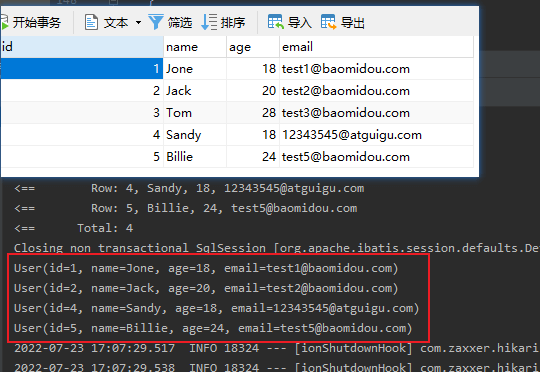 开始事务 文本 筛选 排序 导入 导出
id name age email
1 Jone 18 test1@baomidou.com
2 Jack 20 test2@baomidou.com
3 Tom 28 test3@baomidou.com
4 Sandy 18 12343545@atguigu.com
5 Billie 24 test5@baomidou.com
<== Row: 4, Sandy, 18, 12343545@atguigu.com
<== Row: 5, Billie, 24, test5@baomidou.com
<== Total: 4
Closing non transactional SqlSession [org.apache.ibatis.session.defaults.De
User(id=1, name=Jone, age=18, email=test1@baomidou.com)
User(id=2, name=Jack, age=20, email=test2@baomidou.com)
User(id=4, name=Sandy, age=18, email=12343545@atguigu.com)
User(id=5, name=Billie, age=24, email=test5@baomidou.com)
2022-07-23 17:07:29.517 INFO 18324 --- [ionShutdownHook] com.zaxxer.hikari
2022-07-23 17:07:29.538 INFO 18324 --- [ionShutdownHook] com.zaxxer.hikari